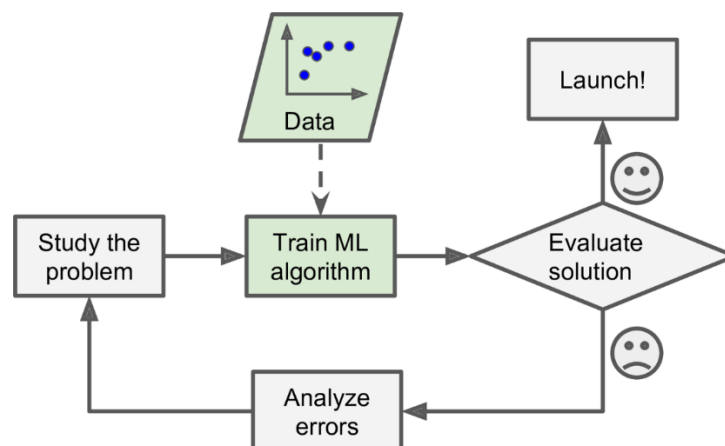 Data
Launch!
Study the
problem
Train ML
algorithm
Evaluate
solution
Analyze
errors